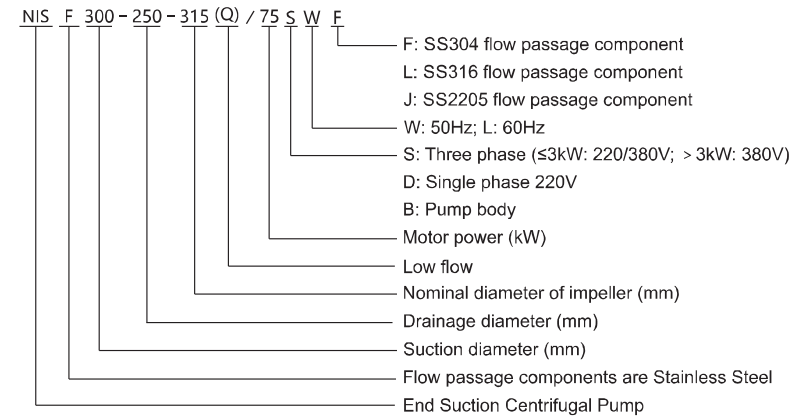 NIS F 300-250-315(Q)/75 S W F
F: SS304 flow passage component
L: SS316 flow passage component
J: SS2205 flow passage component
W: 50Hz; L: 60Hz
S: Three phase (≤3kW: 220/380V; >3kW: 380V)
D: Single phase 220V
B: Pump body
Motor power (kW)
Low flow
Nominal diameter of impeller (mm)
Drainage diameter (mm)
Suction diameter (mm)
Flow passage components are Stainless Steel
End Suction Centrifugal Pump